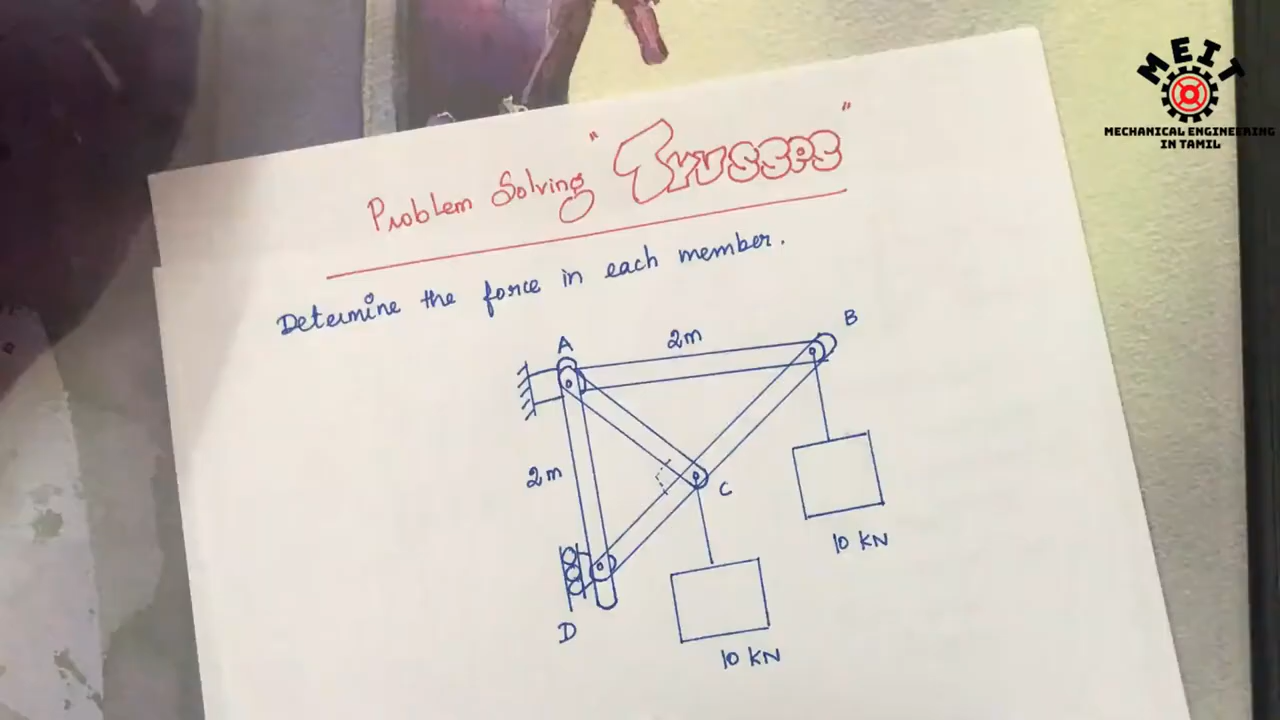 MEIT
MECHANICAL ENGINEERING
IN TAMIL
Problem Solving "Trusses"
Determine the force in each member.
A
2m
B
2m
C
10 KN
D
10 KN